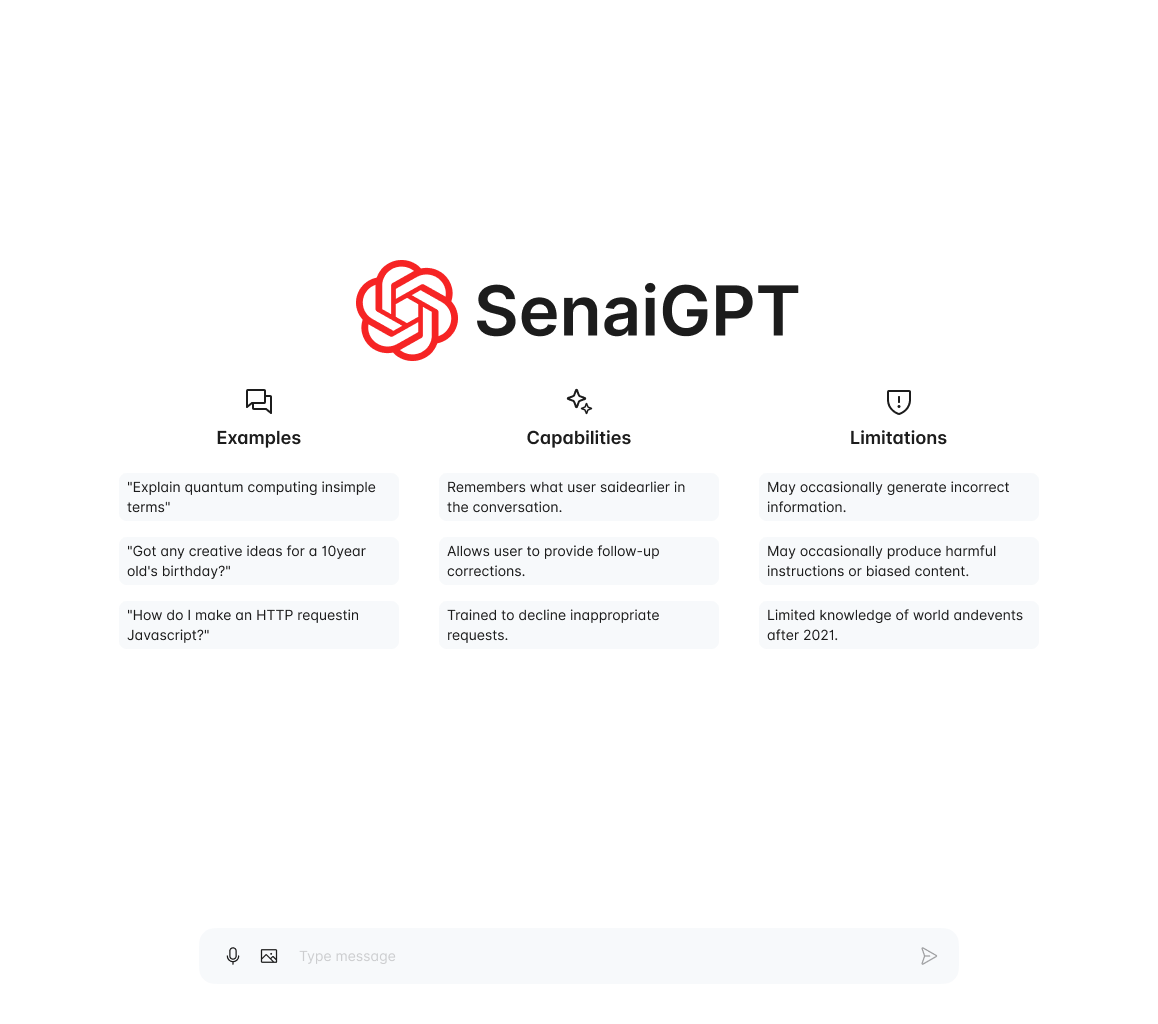 SenaiGPT
Examples
"Explain quantum computing insimple
terms"
"Got any creative ideas for a 10year
old's birthday?"
"How do I make an HTTP requestin
Javascript?"
Capabilities
Remembers what user saidearlier in
the conversation.
Allows user to provide follow-up
corrections.
Trained to decline inappropriate
requests.
Limitations
May occasionally generate incorrect
information.
May occasionally produce harmful
instructions or biased content.
Limited knowledge of world andevents
after 2021.
Type message